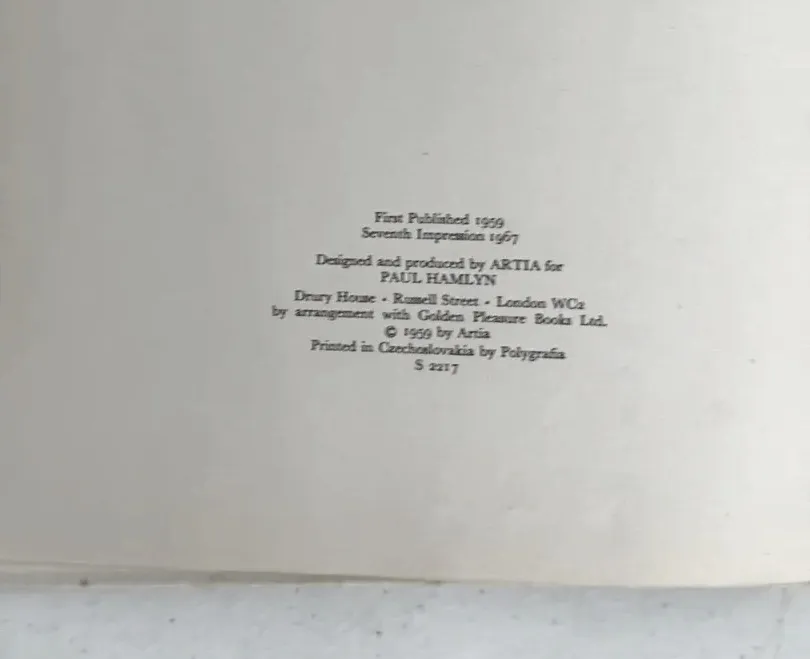 First Published 1959
Seventh Impression 1967
Designed and produced by ARTIA for
PAUL HAMLYN
Drury House • Russell Street • London WC2
by arrangement with Golden Pleasure Books Ltd.
© 1959 by Artia
Printed in Czechoslovakia by Polygrafia
S 2217